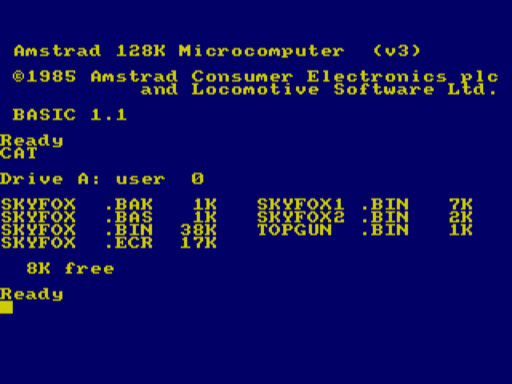 Amstrad 128K Microcomputer  (v3)
©1985 Amstrad Consumer Electronics plc
and Locomotive Software Ltd.
BASIC 1.1
Ready
CAT
Drive A: user  0
SKYFOX  .BAK   1K    SKYFOX1 .BIN   7K
SKYFOX  .BAS   1K    SKYFOX2 .BIN   2K
SKYFOX  .BIN  38K    TOPGUN  .BIN   1K
SKYFOX  .ECR  17K
8K free
Ready